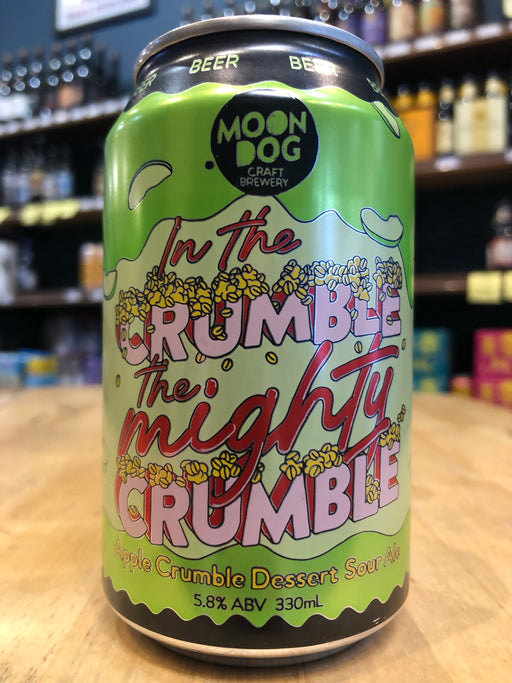 BEER
MOON
DOG
CRAFT
BREWERY
In the
CRUMBLE
The
mighty
CRUMBLE
Apple Crumble Dessert Sour Ale
5.8% ABV 330mL